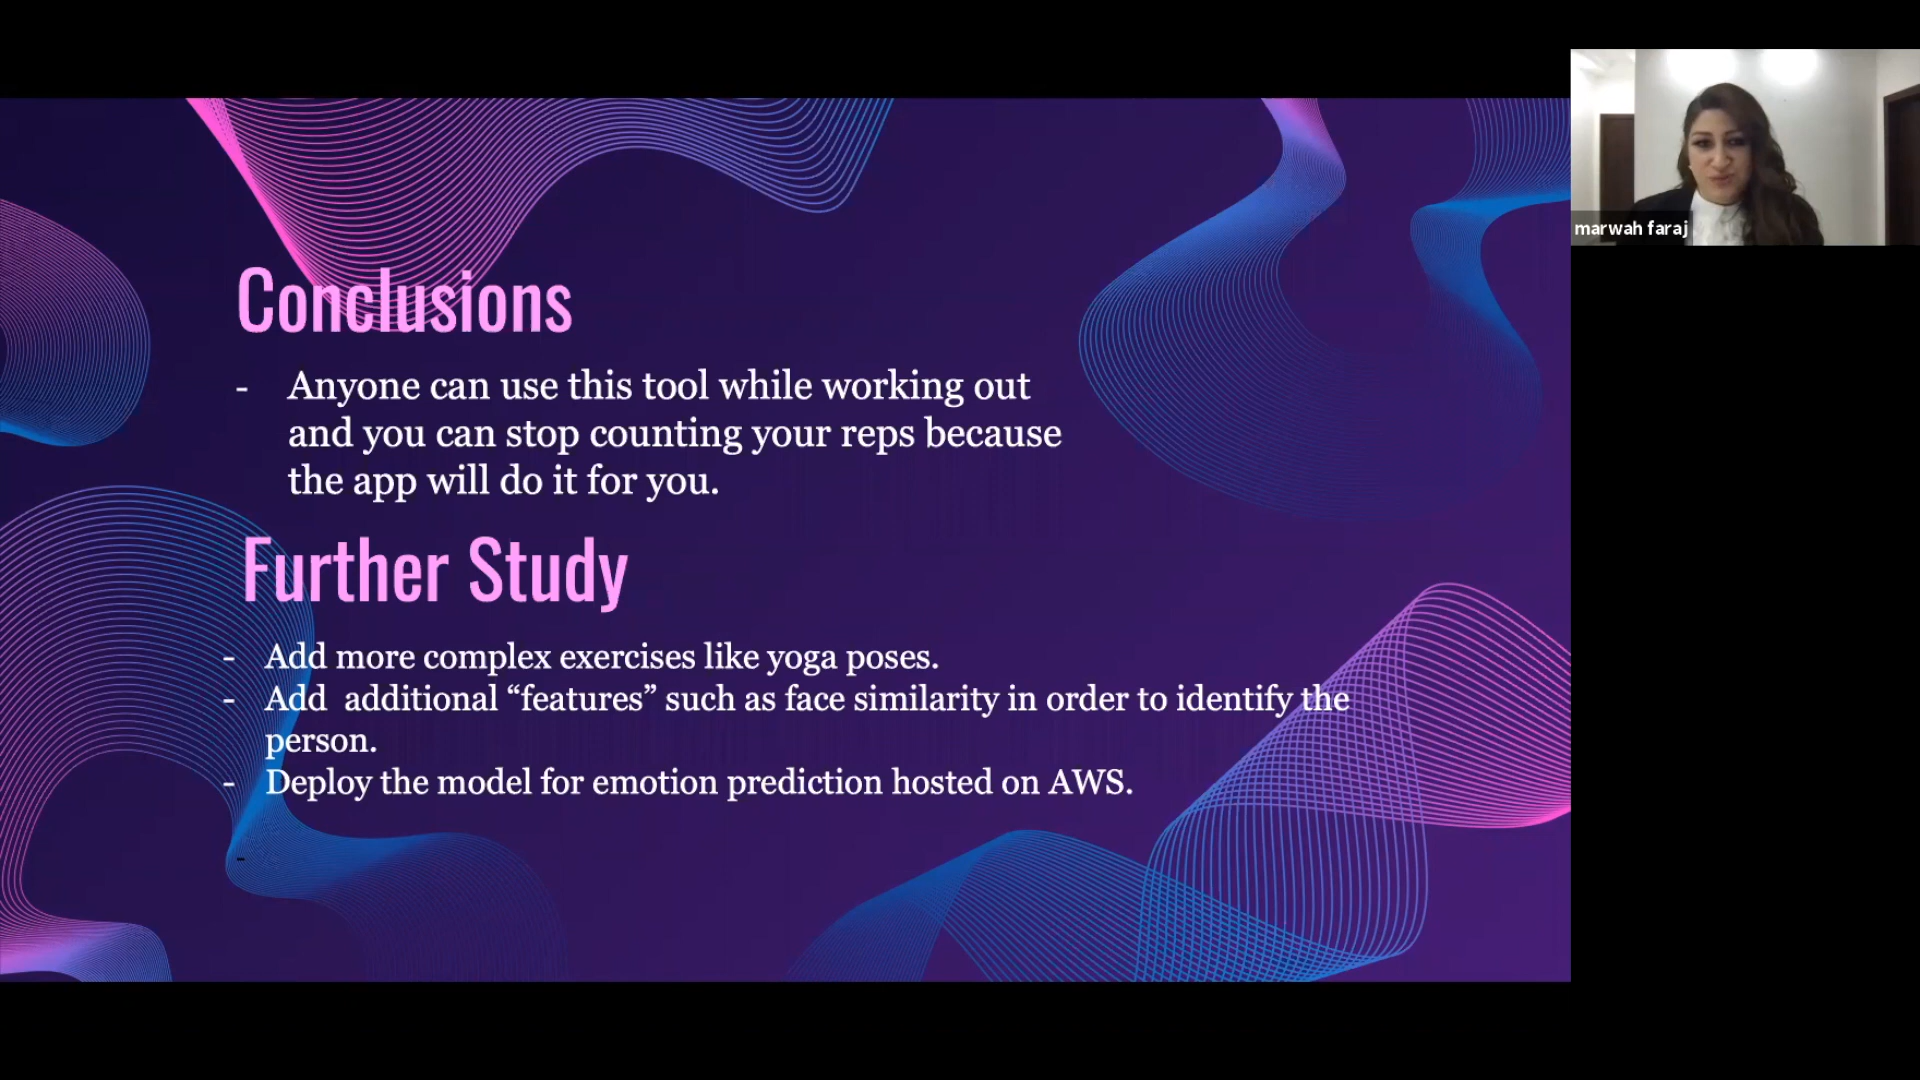 Conclusions
- Anyone can use this tool while working out
and you can stop counting your reps because
the app will do it for you.
Further Study
- Add more complex exercises like yoga poses.
- Add  additional “features” such as face similarity in order to identify the
person.
- Deploy the model for emotion prediction hosted on AWS.
-
marwah faraj